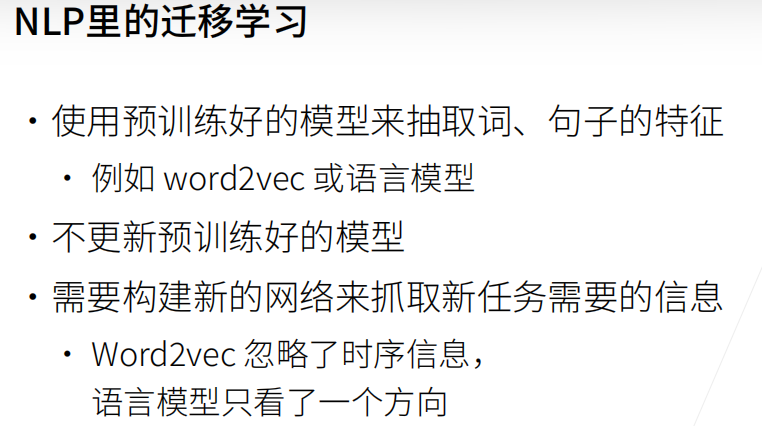 NLP里的迁移学习
• 使用预训练好的模型来抽取词、句子的特征
• 例如 word2vec 或语言模型
• 不更新预训练好的模型
• 需要构建新的网络来抓取新任务需要的信息
• Word2vec 忽略了时序信息，
语言模型只看了一个方向